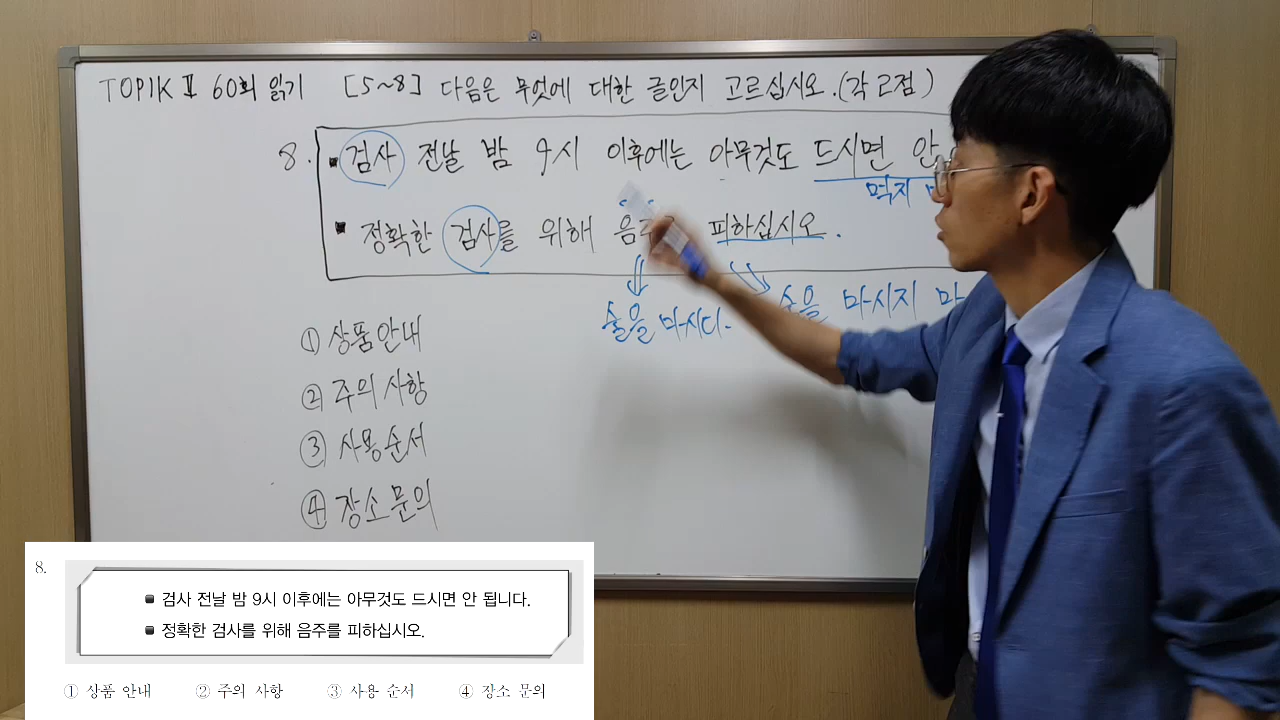 TOPIK Ⅱ 60회 읽기 [5~8] 다음은 무엇에 대한 글인지 고르십시오. (각 2점)
8. ▪ 검사 전날 밤 9시 이후에는 아무것도 드시면 안
먹지
▪ 정확한 검사를 위해 음주 피하십시오.
술을 마시다. 술을 마시지
① 상품안내
② 주의 사항
③ 사용순서
④ 장소 문의
8.
▪ 검사 전날 밤 9시 이후에는 아무것도 드시면 안 됩니다.
▪ 정확한 검사를 위해 음주를 피하십시오.
① 상품 안내 ② 주의 사항 ③ 사용 순서 ④ 장소 문의